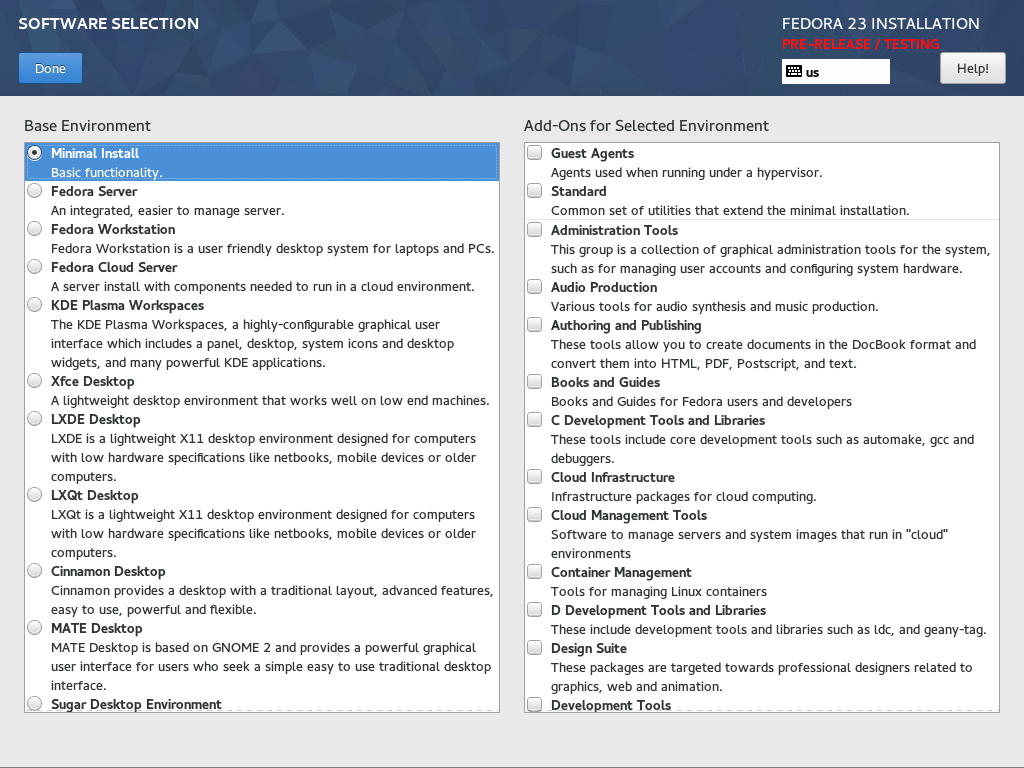 SOFTWARE SELECTION
FEDORA 23 INSTALLATION
PRE-RELEASE / TESTING
Done
us
Help!
Base Environment
Minimal Install
Basic functionality.
Fedora Server
An integrated, easier to manage server.
Fedora Workstation
Fedora Workstation is a user friendly desktop system for laptops and PCs.
Fedora Cloud Server
A server install with components needed to run in a cloud environment.
KDE Plasma Workspaces
The KDE Plasma Workspaces, a highly-configurable graphical user
interface which includes a panel, desktop, system icons and desktop
widgets, and many powerful KDE applications.
Xfce Desktop
A lightweight desktop environment that works well on low end machines.
LXDE Desktop
LXDE is a lightweight X11 desktop environment designed for computers
with low hardware specifications like netbooks, mobile devices or older
computers.
LXQt Desktop
LXQt is a lightweight X11 desktop environment designed for computers
with low hardware specifications like netbooks, mobile devices or older
computers.
Cinnamon Desktop
Cinnamon provides a desktop with a traditional layout, advanced features,
easy to use, powerful and flexible.
MATE Desktop
MATE Desktop is based on GNOME 2 and provides a powerful graphical
user interface for users who seek a simple easy to use traditional desktop
interface.
Sugar Desktop Environment
Add-Ons for Selected Environment
Guest Agents
Agents used when running under a hypervisor.
Standard
Common set of utilities that extend the minimal installation.
Administration Tools
This group is a collection of graphical administration tools for the system,
such as for managing user accounts and configuring system hardware.
Audio Production
Various tools for audio synthesis and music production.
Authoring and Publishing
These tools allow you to create documents in the DocBook format and
convert them into HTML, PDF, Postscript, and text.
Books and Guides
Books and Guides for Fedora users and developers
C Development Tools and Libraries
These tools include core development tools such as automake, gcc and
debuggers.
Cloud Infrastructure
Infrastructure packages for cloud computing.
Cloud Management Tools
Software to manage servers and system images that run in "cloud"
environments
Container Management
Tools for managing Linux containers
D Development Tools and Libraries
These include development tools and libraries such as ldc, and geany-tag.
Design Suite
These packages are targeted towards professional designers related to
graphics, web and animation.
Development Tools